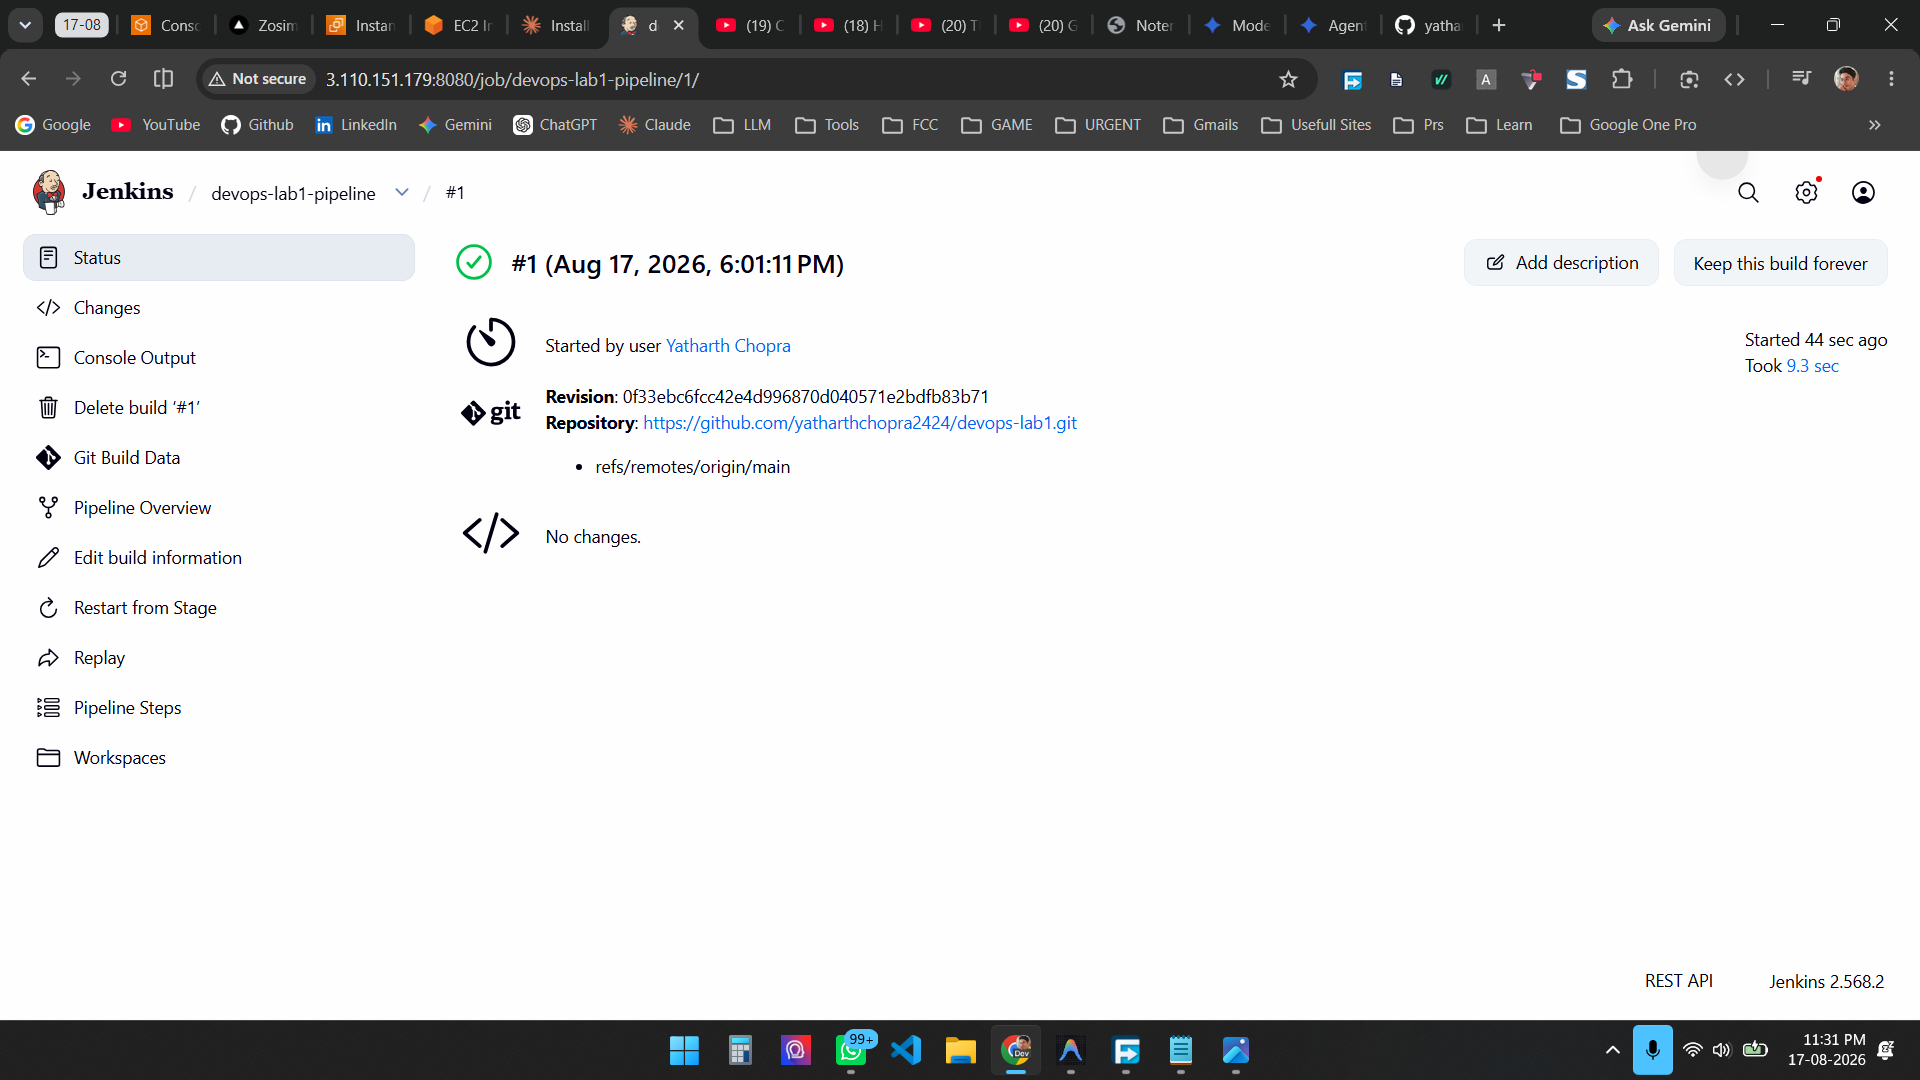 17-08
Conso
Zosim
Instan
EC2 In
Install
d
(19) C
(18) H
(20) T
(20) G
Noter
Mode
Agent
yatha
Ask Gemini
Not secure
3.110.151.179:8080/job/devops-lab1-pipeline/1/
Google
YouTube
Github
LinkedIn
Gemini
ChatGPT
Claude
LLM
Tools
FCC
GAME
URGENT
Gmails
Usefull Sites
Prs
Learn
Google One Pro
Jenkins / devops-lab1-pipeline / #1
Status
Changes
Console Output
Delete build ‘#1’
Git Build Data
Pipeline Overview
Edit build information
Restart from Stage
Replay
Pipeline Steps
Workspaces
#1 (Aug 17, 2026, 6:01:11 PM)
Add description
Keep this build forever
Started by user Yatharth Chopra
Started 44 sec ago
Took 9.3 sec
git
Revision: 0f33ebc6fcc42e4d996870d040571e2bdfb83b71
Repository: https://github.com/yatharthchopra2424/devops-lab1.git
• refs/remotes/origin/main
No changes.
REST API
Jenkins 2.568.2
99+
Dev
11:31 PM
17-08-2026